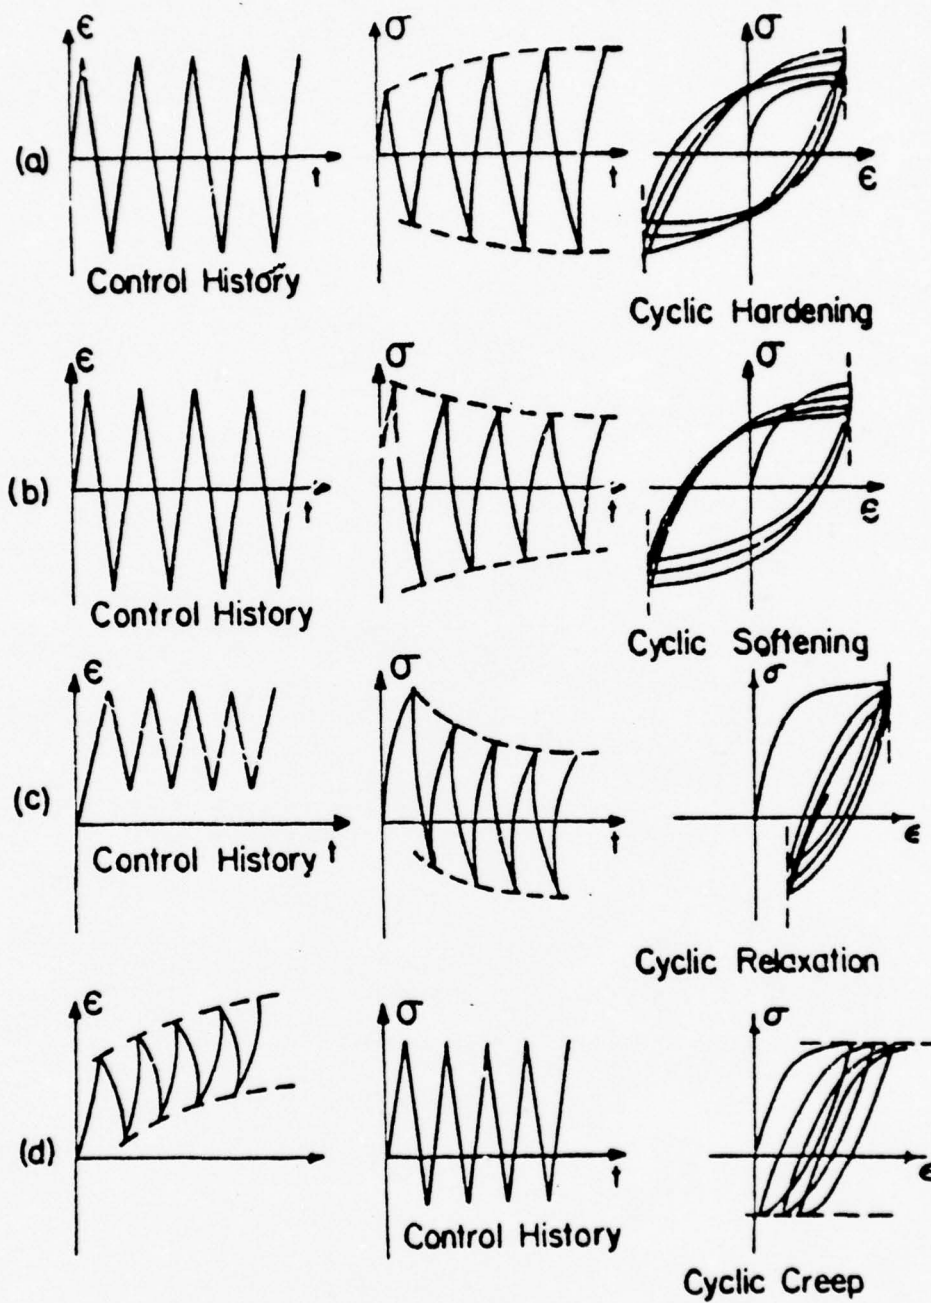 ϵ σ σ
(a) t t ϵ
Control History
Cyclic Hardening
ϵ σ σ
(b) t t ϵ
Control History
Cyclic Softening
ϵ σ σ
(c) t t ϵ
Control History
Cyclic Relaxation
ϵ σ σ
(d) t ϵ
Control History
Cyclic Creep